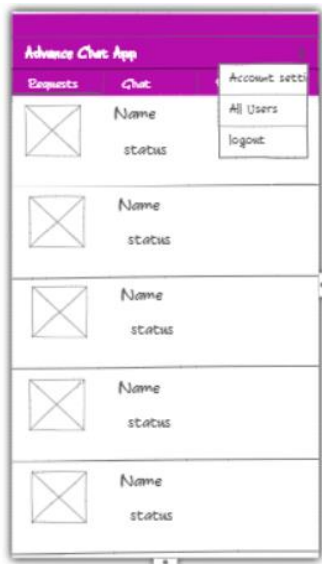 Advance Chat App
Requests Chat
Account setti
All Users
logout
Name
status
Name
status
Name
status
Name
status
Name
status